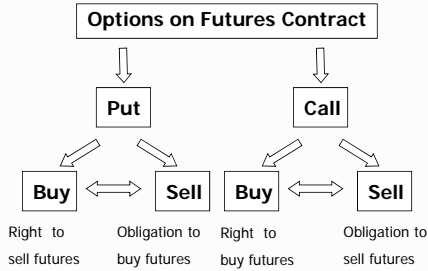 Options on Futures Contract
Put
Call
Buy
Sell
Buy
Sell
Right to
sell futures
Obligation to
buy futures
Right to
buy futures
Obligation to
sell futures